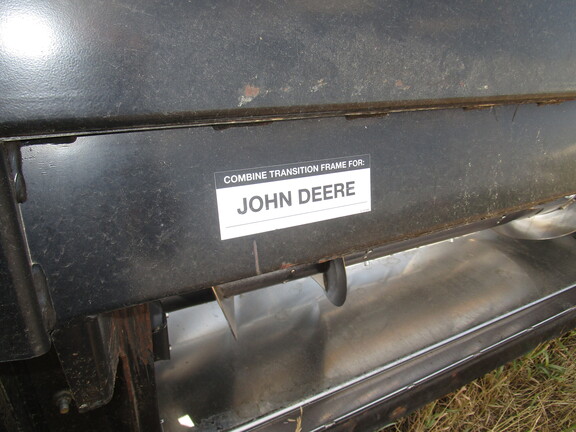 COMBINE TRANSITION FRAME FOR:
JOHN DEERE